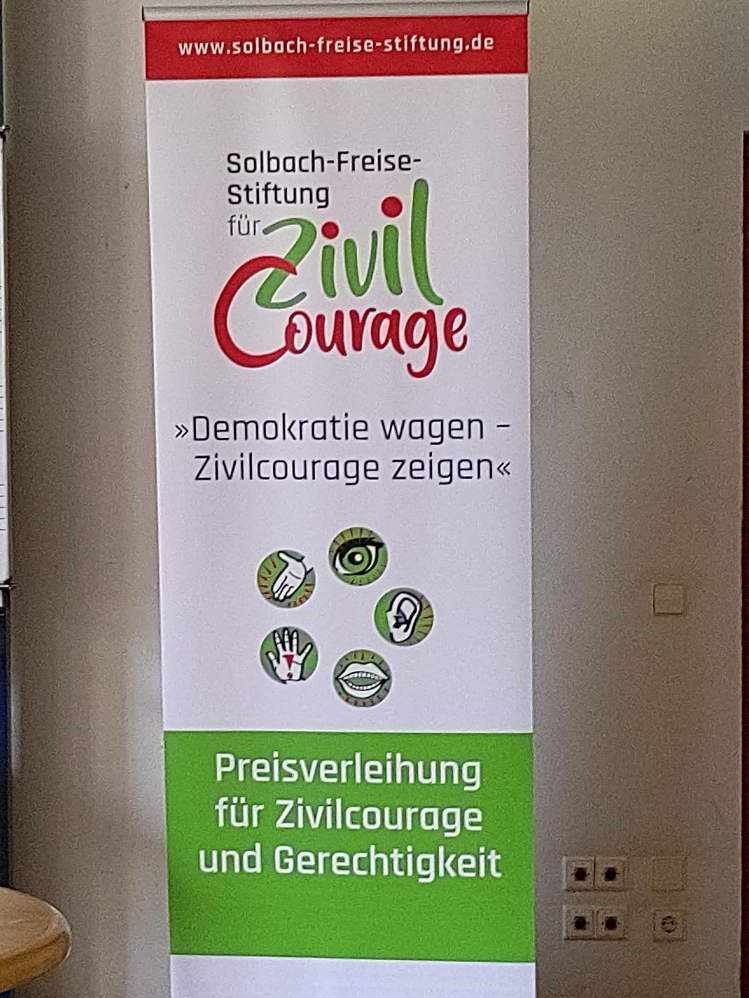 www.solbach-freise-stiftung.de
Solbach-Freise-
Stiftung
für Zivil
Courage
»Demokratie wagen –
Zivilcourage zeigen«
Preisverleihung
für Zivilcourage
und Gerechtigkeit